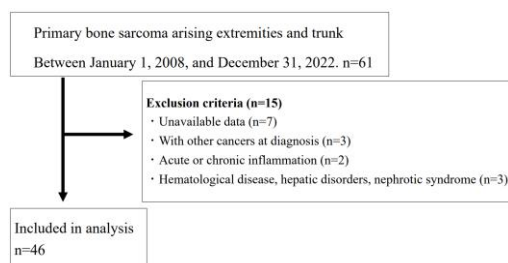 Primary bone sarcoma arising extremities and trunk
Between January 1, 2008, and December 31, 2022. n=61
Exclusion criteria (n=15)
・Unavailable data (n=7)
・With other cancers at diagnosis (n=3)
・Acute or chronic inflammation (n=2)
・Hematological disease, hepatic disorders, nephrotic syndrome (n=3)
Included in analysis
n=46